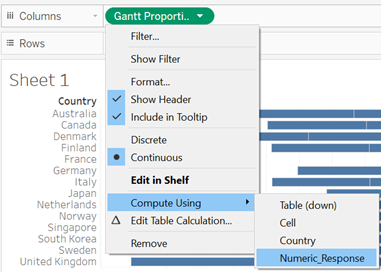 Columns
Gantt Proporti..
Rows
Sheet 1
Country
Australia
Canada
Denmark
Finland
France
Germany
Italy
Japan
Netherlands
Norway
Singapore
South Korea
Sweden
United Kingdom
Filter...
Show Filter
Format...
Show Header
Include in Tooltip
Discrete
Continuous
Edit in Shelf
Compute Using
Edit Table Calculation...
Remove
Table (down)
Cell
Country
Numeric_Response